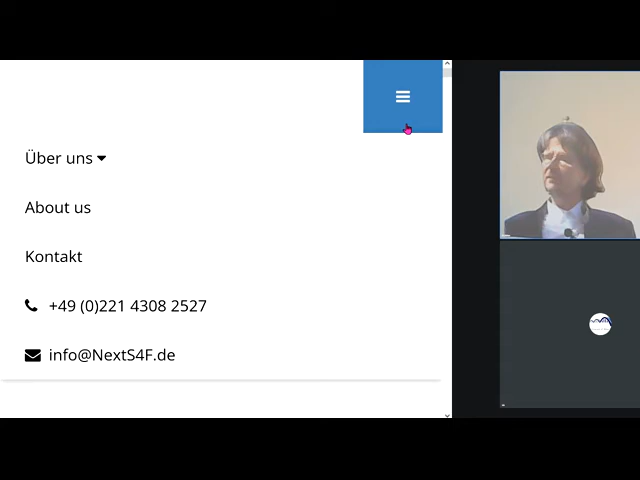 Über uns
About us
Kontakt
+49 (0)221 4308 2527
info@NextS4F.de